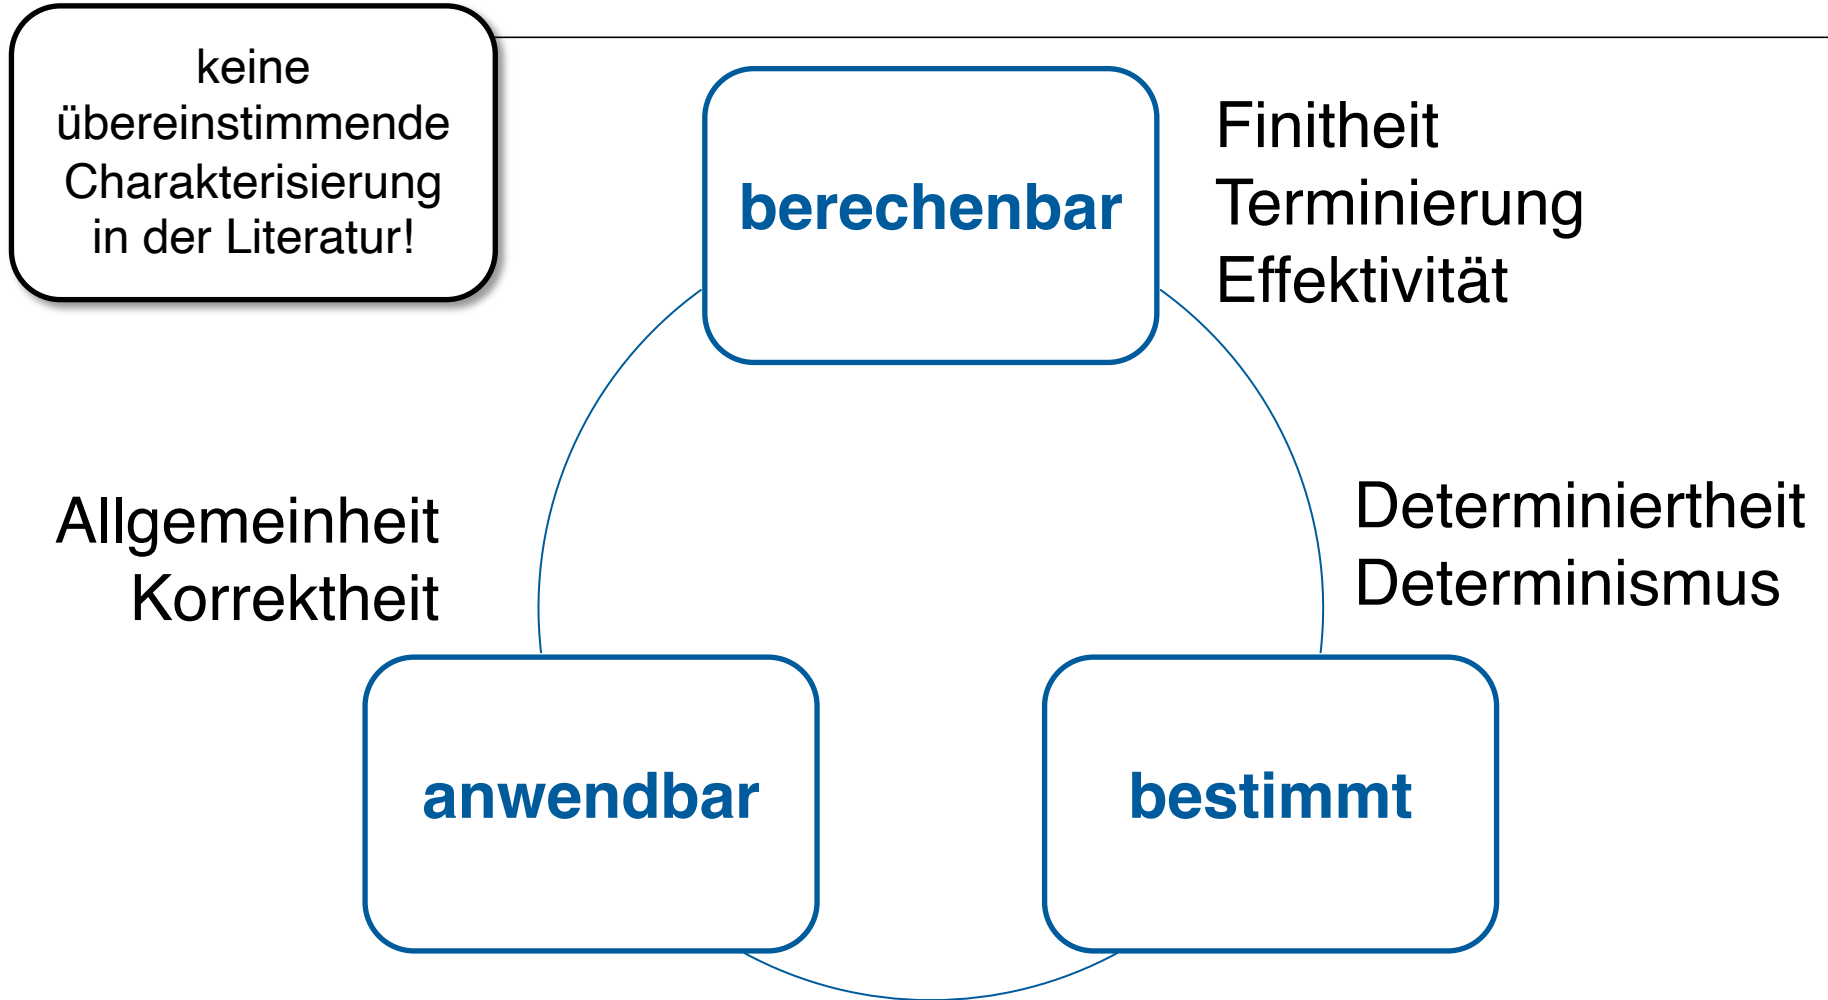 keine
übereinstimmende
Charakterisierung
in der Literatur!
berechenbar
Finitheit
Terminierung
Effektivität
Allgemeinheit
Korrektheit
Determiniertheit
Determinismus
anwendbar
bestimmt